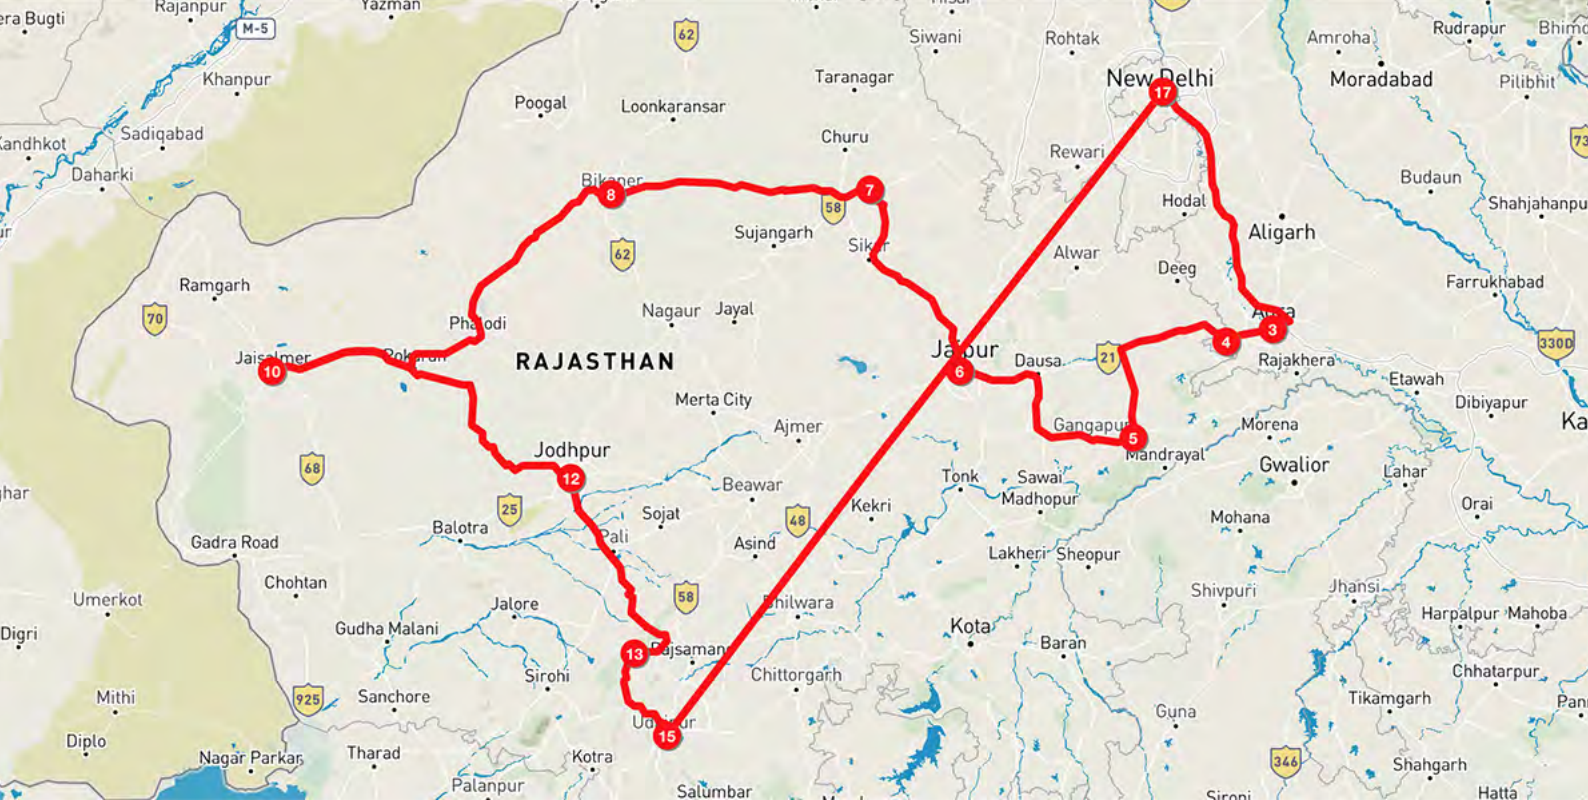 era Bugti
Rajanpur
Yazman
M-5
62
Siwani
Rohtak
Amroha
Rudrapur
Khanpur
Taranagar
New Delhi
17
Moradabad
Pilibhit
Poogal
Loonkaransar
Sadiqabad
Kandhkot
Churu
73
Daharki
Rewari
Budaun
Bikaner
8
7
58
Hodal
Shahjahanpu
Aligarh
Sujangarh
Sikar
62
Alwar
Deeg
Ramgarh
Farrukhabad
Nagaur
Jayal
70
Phalodi
Agra
3
4
330D
Jaisalmer
Pokaran
RAJASTHAN
Jaipur
Dausa
21
Rajakhera
10
6
Etawah
Merta City
Dibiyapur
Ajmer
Gangapur
5
Morena
Ka
Jodhpur
Mandrayal
68
12
Gwalior
Lahar
Beawar
Tonk
Sawai
Madhopur
ghar
25
Sojat
48
Kekri
Orai
Balotra
Pali
Mohana
Gadra Road
Asind
Lakheri
Sheopur
Chohtan
Umerkot
58
Bhilwara
Shivpuri
Jhansi
Jalore
Harpalpur
Mahoba
Digri
Gudha Malani
Kota
Baran
13
Rajsamand
Sirohi
Chittorgarh
Chhatarpur
Mithi
925
Sanchore
Tikamgarh
Udaipur
Guna
15
Diplo
Nagar Parkar
Tharad
Kotra
346
Shahgarh
Palanpur
Salumbar
Hatta